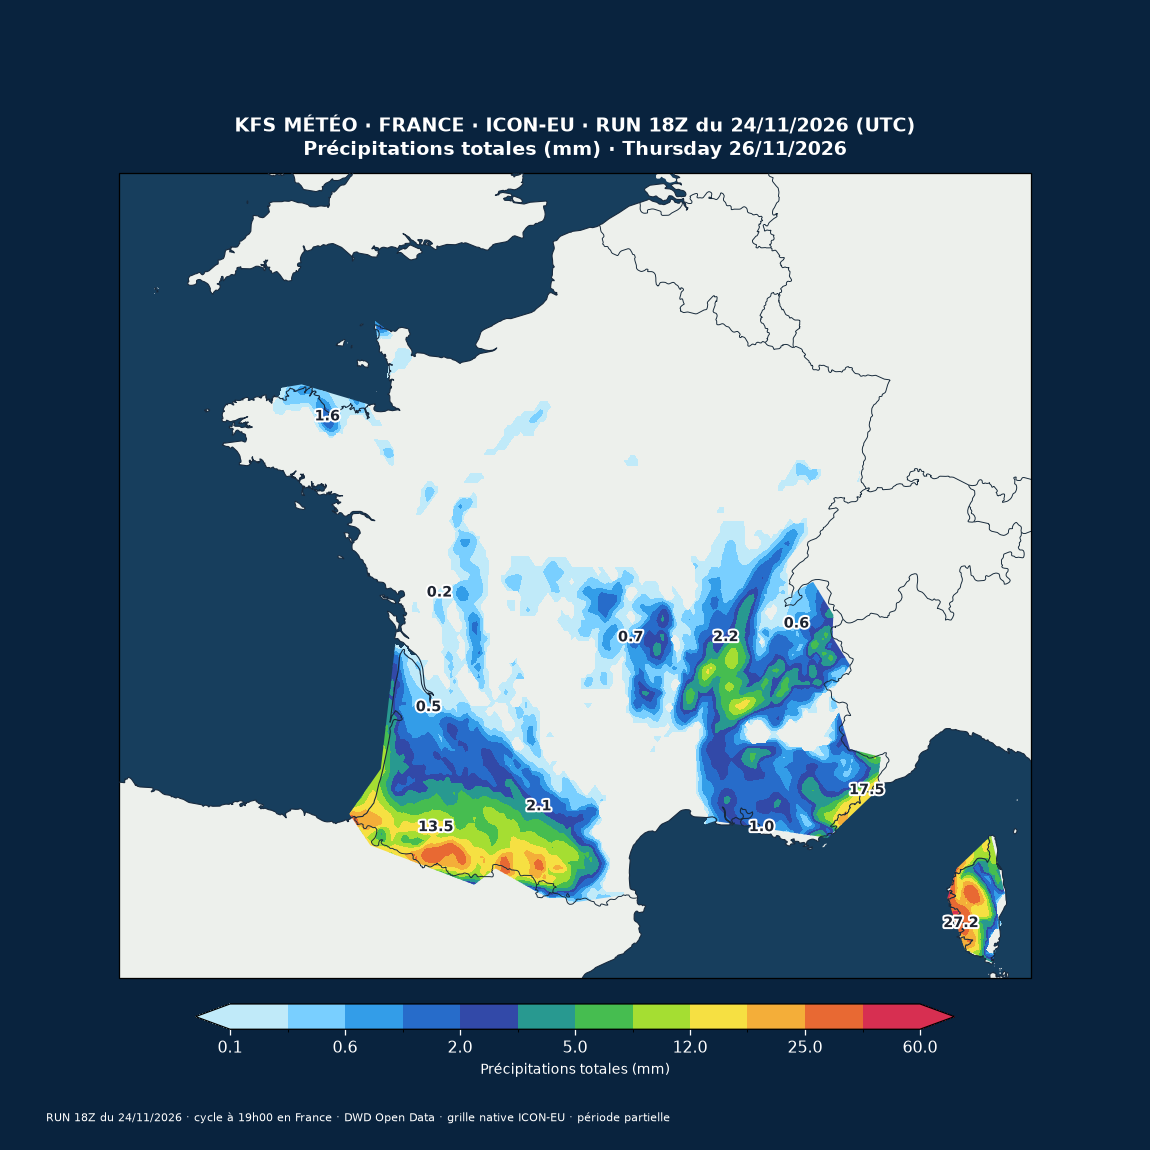 KFS MÉTÉO · FRANCE · ICON-EU · RUN 18Z du 24/11/2026 (UTC)
Précipitations totales (mm) · Thursday 26/11/2026
1.6
0.2
0.6
0.7
2.2
0.5
17.5
2.1
13.5
1.0
27.2
0.1 0.6 2.0 5.0 12.0 25.0 60.0
Précipitations totales (mm)
RUN 18Z du 24/11/2026 · cycle à 19h00 en France · DWD Open Data · grille native ICON-EU · période partielle